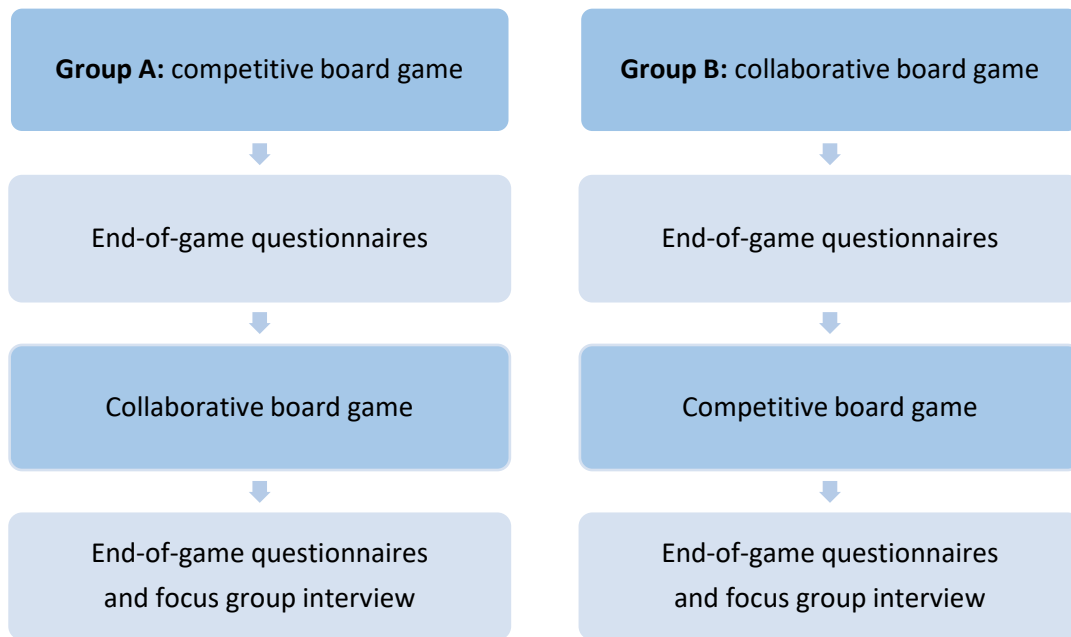 Group A: competitive board game
End-of-game questionnaires
Collaborative board game
End-of-game questionnaires
and focus group interview
Group B: collaborative board game
End-of-game questionnaires
Competitive board game
End-of-game questionnaires
and focus group interview